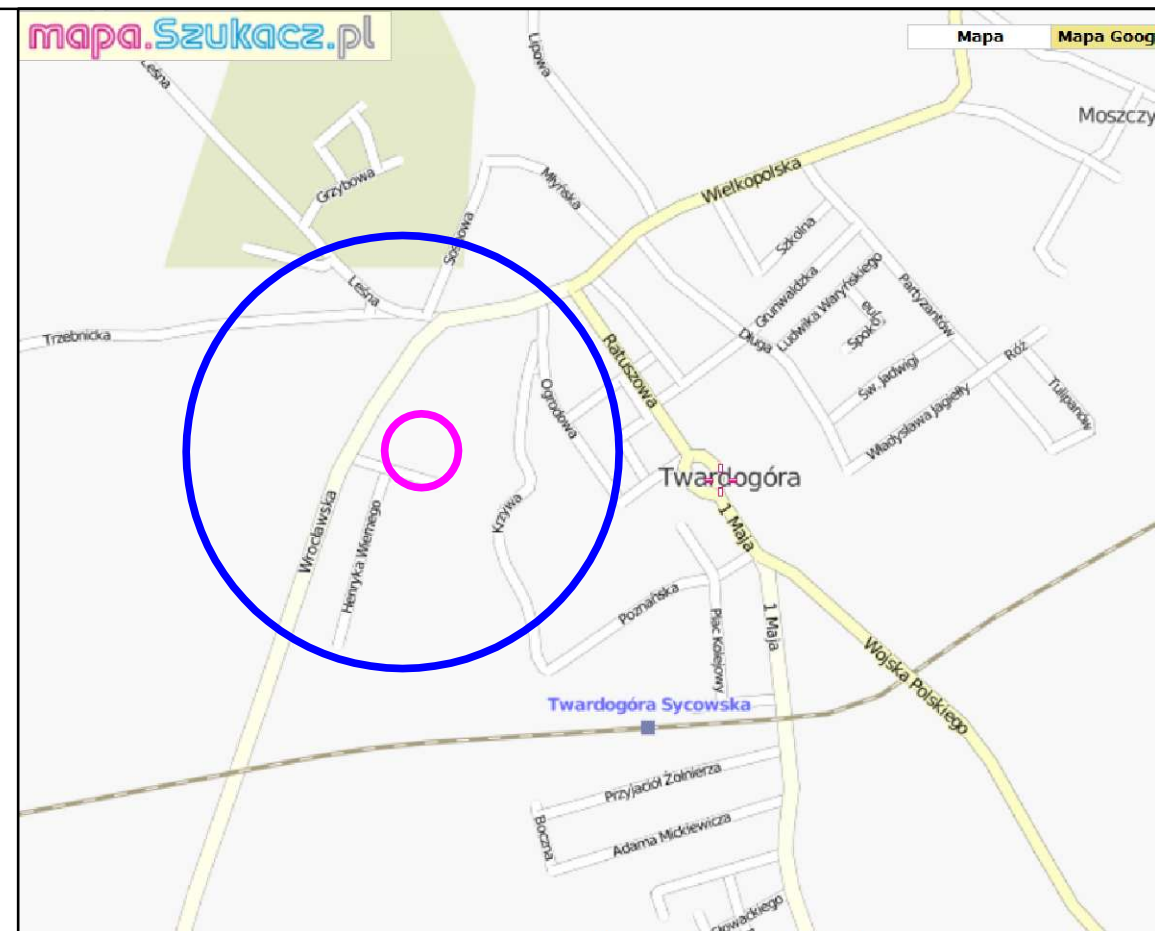 mapa.Szukacz.pl
Mapa
Mapa Goog
Leśna
Lipowa
Moszczy
Grzybowa
Młyńska
Wielkopolska
Sosnowa
Szkolna
Leśna
Grunwaldzka
Ludwika Waryńskiego
Partyzantów
Trzebnicka
Ratuszowa
Długa
Spokojna
Róż
Św. Jadwigi
Tulipanów
Ogrodowa
Władysława Jagiełły
Twardogóra
Wrocławska
Krzywa
1 Maja
Henryka Wiernego
Poznańska
Plac Kolejowy
1 Maja
Wojska Polskiego
Twardogóra Sycowska
Przyjaciół Żołnierza
Boczna
Adama Mickiewicza
Słowackiego